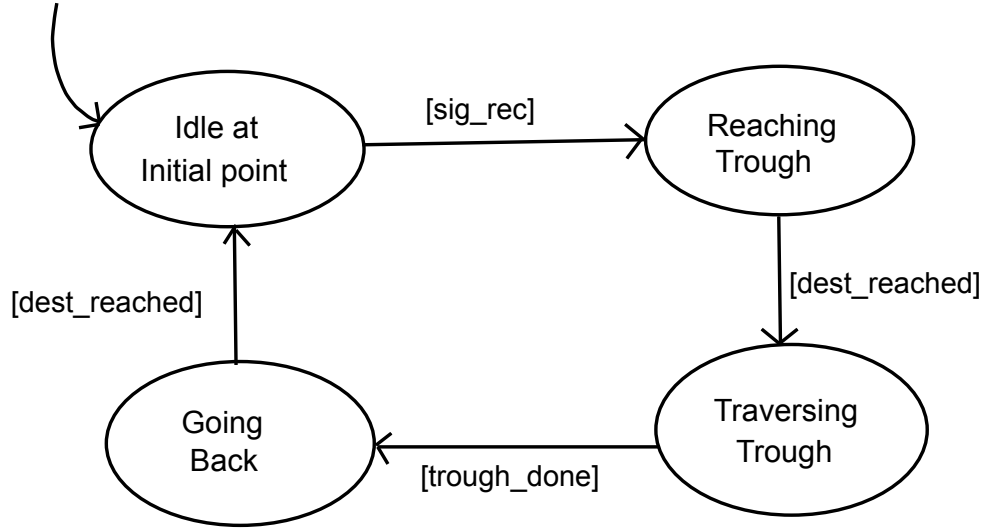 Idle at
Initial point
[sig_rec]
Reaching
Trough
[dest_reached]
[dest_reached]
Traversing
Trough
[trough_done]
Going
Back